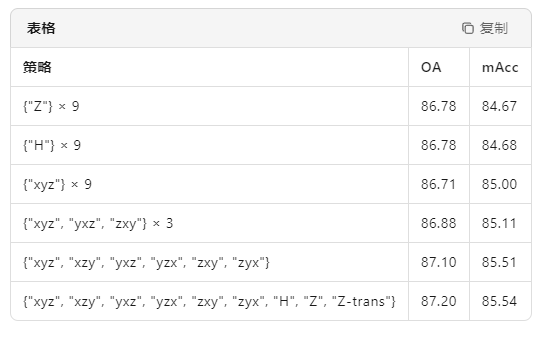 表格 复制
策略 OA mAcc
{"Z"} × 9 86.78 84.67
{"H"} × 9 86.78 84.68
{"xyz"} × 9 86.71 85.00
{"xyz", "yxz", "zxy"} × 3 86.88 85.11
{"xyz", "xzy", "yxz", "yzx", "zxy", "zyx"} 87.10 85.51
{"xyz", "xzy", "yxz", "yzx", "zxy", "zyx", "H", "Z", "Z-trans"} 87.20 85.54